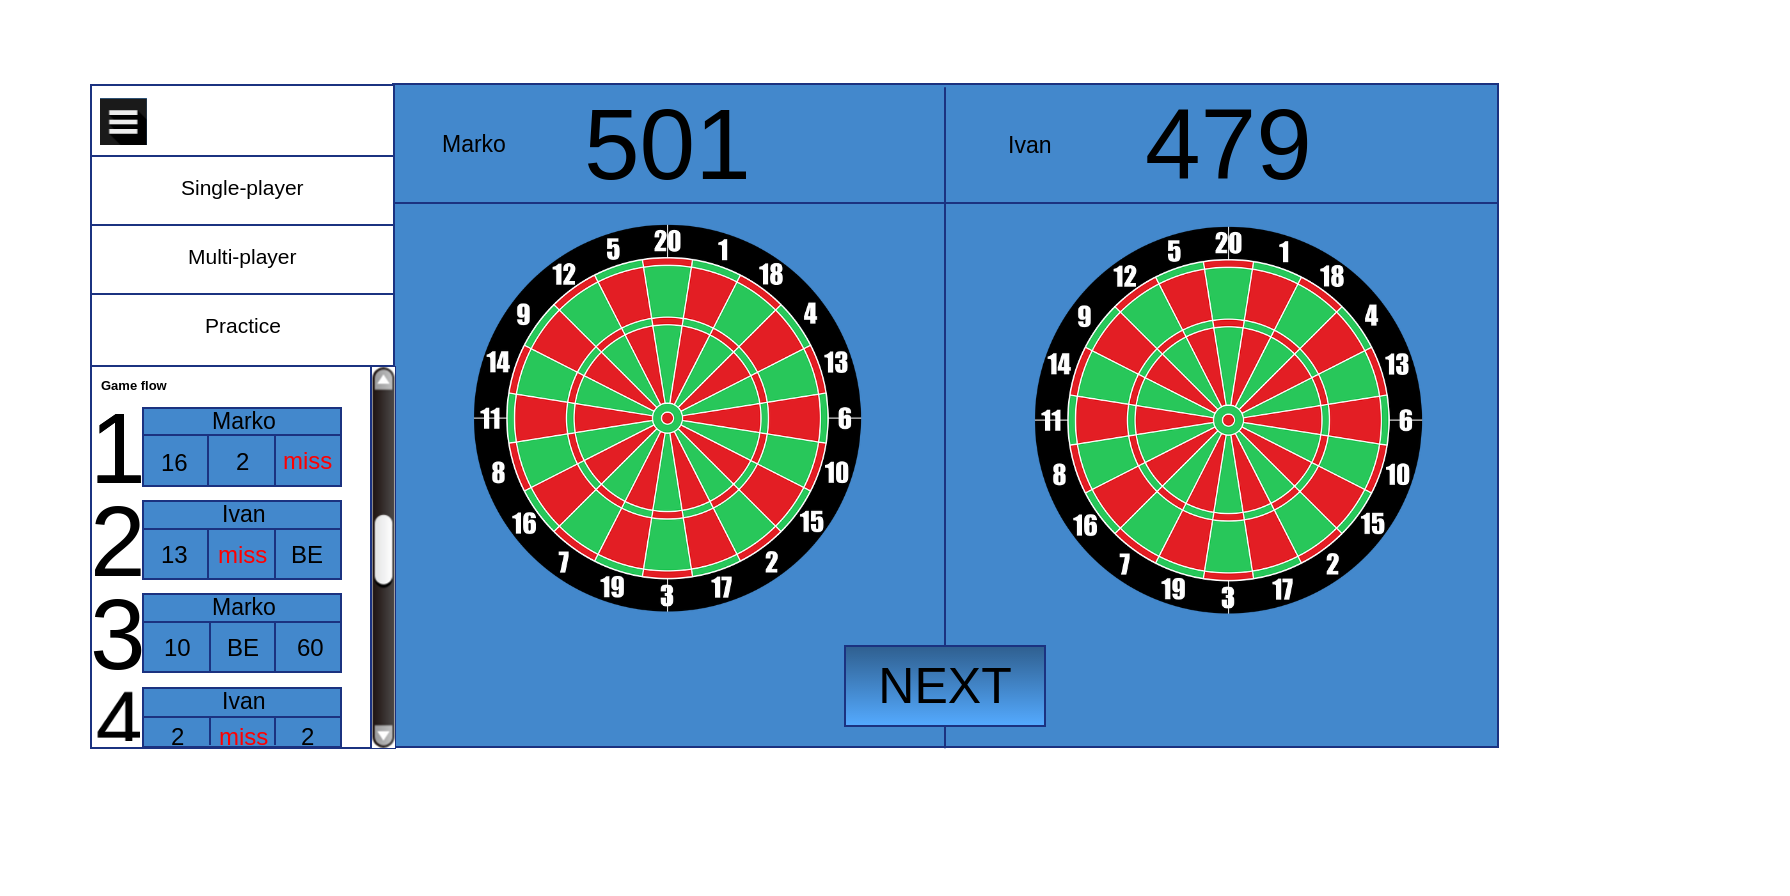 Single-player
Multi-player
Practice
Game flow
1
Marko
16 2 miss
2
Ivan
13 miss BE
3
Marko
10 BE 60
4
Ivan
2 miss 2
Marko 501
Ivan 479
20 1 18 4 13 6 10 15 2 17 3 19 7 16 8 11 14 9 12 5
20 1 18 4 13 6 10 15 2 17 3 19 7 16 8 11 14 9 12 5
NEXT